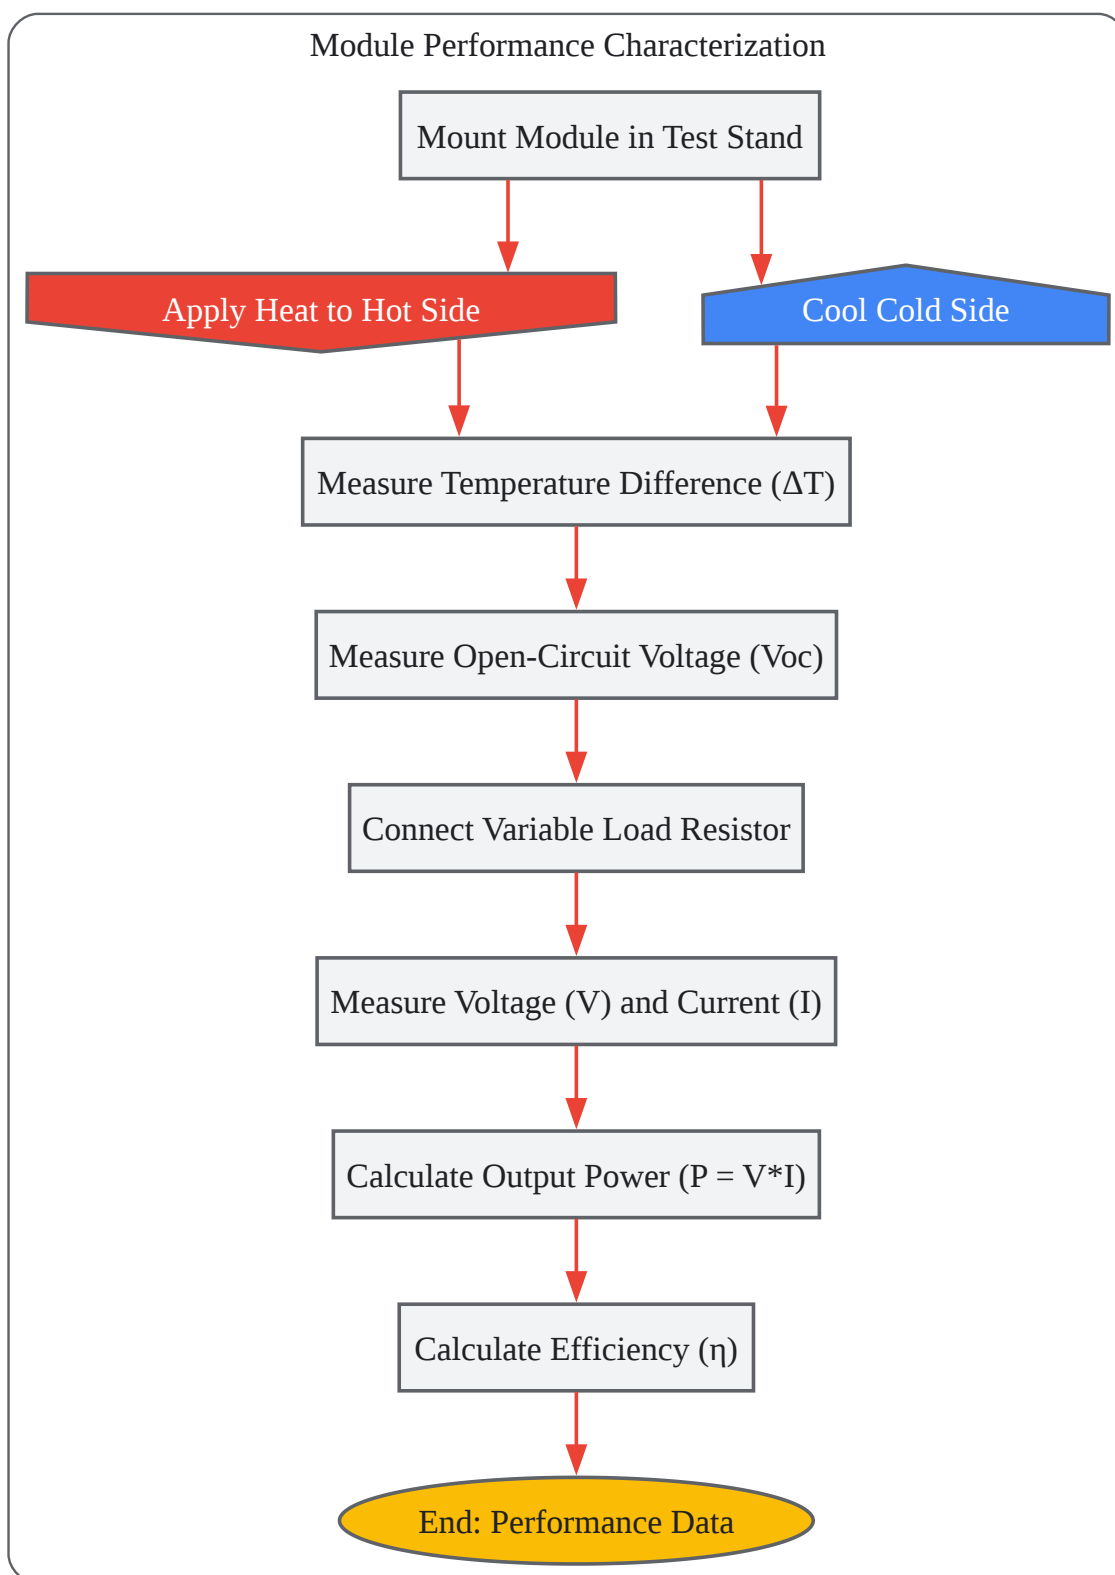 Module Performance Characterization
Mount Module in Test Stand
Apply Heat to Hot Side
Cool Cold Side
Measure Temperature Difference (ΔT)
Measure Open-Circuit Voltage (Voc)
Connect Variable Load Resistor
Measure Voltage (V) and Current (I)
Calculate Output Power (P = V*I)
Calculate Efficiency (η)
End: Performance Data